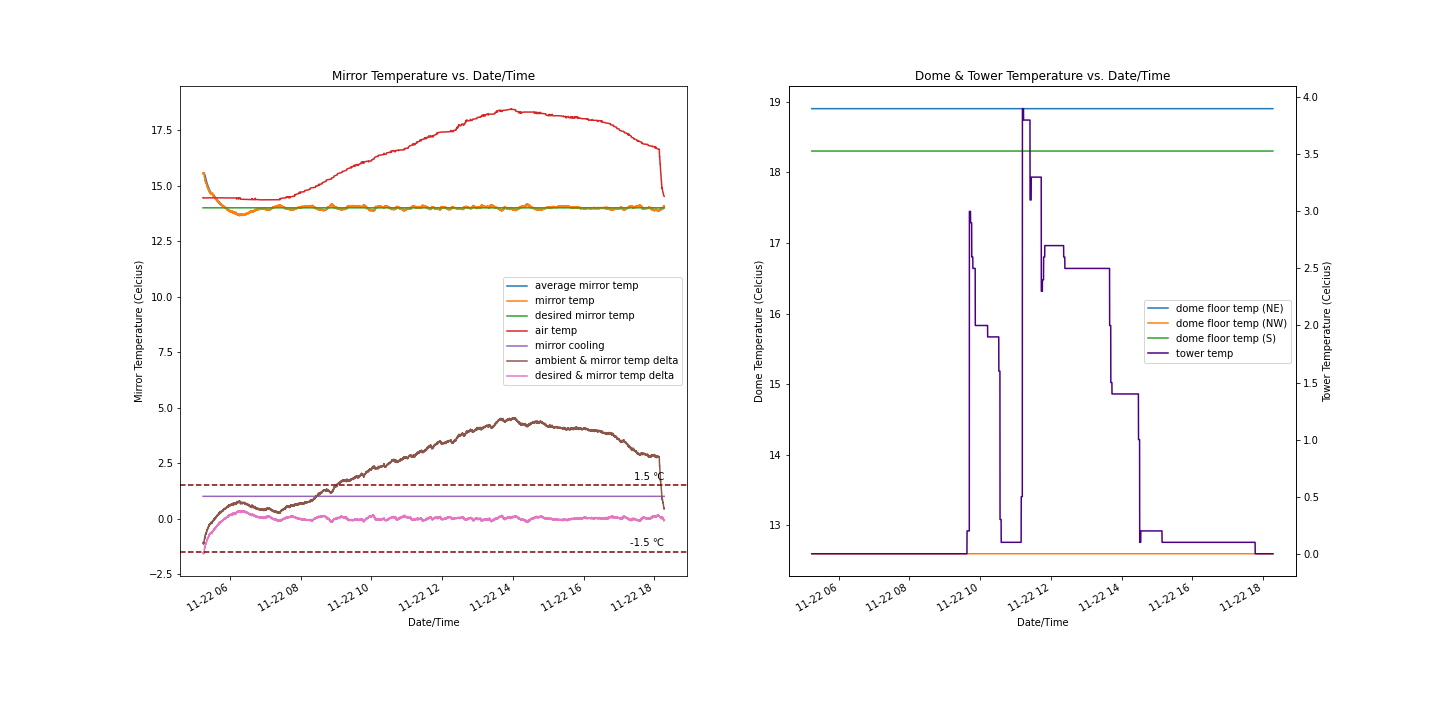 Mirror Temperature vs. Date/Time
Mirror Temperature (Celcius)
17.5
15.0
12.5
10.0
7.5
5.0
2.5
0.0
−2.5
average mirror temp
mirror temp
desired mirror temp
air temp
mirror cooling
ambient & mirror temp delta
desired & mirror temp delta
1.5 °C
-1.5 °C
11-22 06
11-22 08
11-22 10
11-22 12
11-22 14
11-22 16
11-22 18
Date/Time
Dome & Tower Temperature vs. Date/Time
Dome Temperature (Celcius)
19
18
17
16
15
14
13
dome floor temp (NE)
dome floor temp (NW)
dome floor temp (S)
tower temp
4.0
3.5
3.0
2.5
2.0
1.5
1.0
0.5
0.0
Tower Temperature (Celcius)
11-22 06
11-22 08
11-22 10
11-22 12
11-22 14
11-22 16
11-22 18
Date/Time